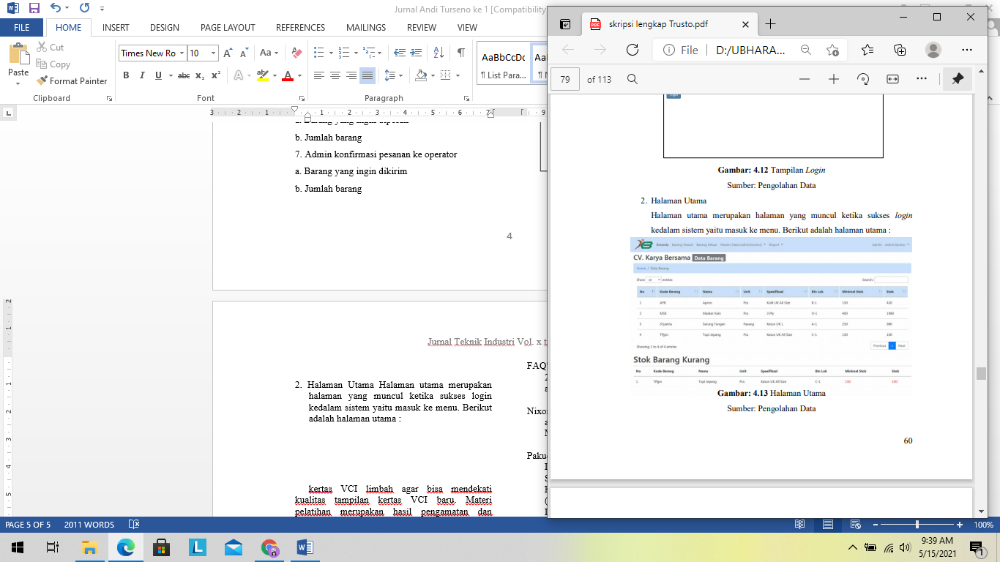 Jurnal Andi Turseno ke 1 [Compatibility
FILE HOME INSERT DESIGN PAGE LAYOUT REFERENCES MAILINGS REVIEW VIEW
Paste
Cut
Copy
Format Painter
Clipboard
Times New Ro 10
Font
Paragraph
AaBbCcDc
¶ List Para...
b. Jumlah barang
7. Admin konfirmasi pesanan ke operator
a. Barang yang ingin dikirim
b. Jumlah barang
4
Jurnal Teknik Industri Vol. x
2. Halaman Utama Halaman utama merupakan
halaman yang muncul ketika sukses login
kedalam sistem yaitu masuk ke menu. Berikut
adalah halaman utama :
kertas VCI limbah agar bisa mendekati
kualitas tampilan kertas VCI baru. Materi
pelatihan merupakan hasil pengamatan dan
FAQ
Nixo
Paku
PAGE 5 OF 5 2011 WORDS
100%
skripsi lengkap Trusto.pdf
File D:/UBHARA...
79 of 113
Login
Gambar: 4.12 Tampilan Login
Sumber: Pengolahan Data
2. Halaman Utama
Halaman utama merupakan halaman yang muncul ketika sukses login
kedalam sistem yaitu masuk ke menu. Berikut adalah halaman utama :
Beranda Barang Masuk Barang Keluar Master Data (Administrator) Report Admin - Administrator
CV. Karya Bersama Data Barang
Home / Data Barang
Show 10 entries Search:
No Kode Barang Nama Unit Spesifikasi Bin Lok Minimal Stok Stok
1 APR Apron Pcs Kulit UK All Size B-1 150 420
2 MSK Masker Kain Pcs 3 Ply D-1 400 1980
3 STpatrie Sarung Tangan Pasang Katun UK L A-1 250 980
4 TPJpn Topi Jepang Pcs Katun UK All Size C-1 150 100
Showing 1 to 4 of 4 entries
Previous 1 Next
Stok Barang Kurang
No Kode Barang Nama Unit Spesifikasi Bin Lok Minimal Stok Stok
1 TPJpn Topi Jepang Pcs Katun UK All Size C-1 150 100
Gambar: 4.13 Halaman Utama
Sumber: Pengolahan Data
60
9:39 AM
5/15/2021